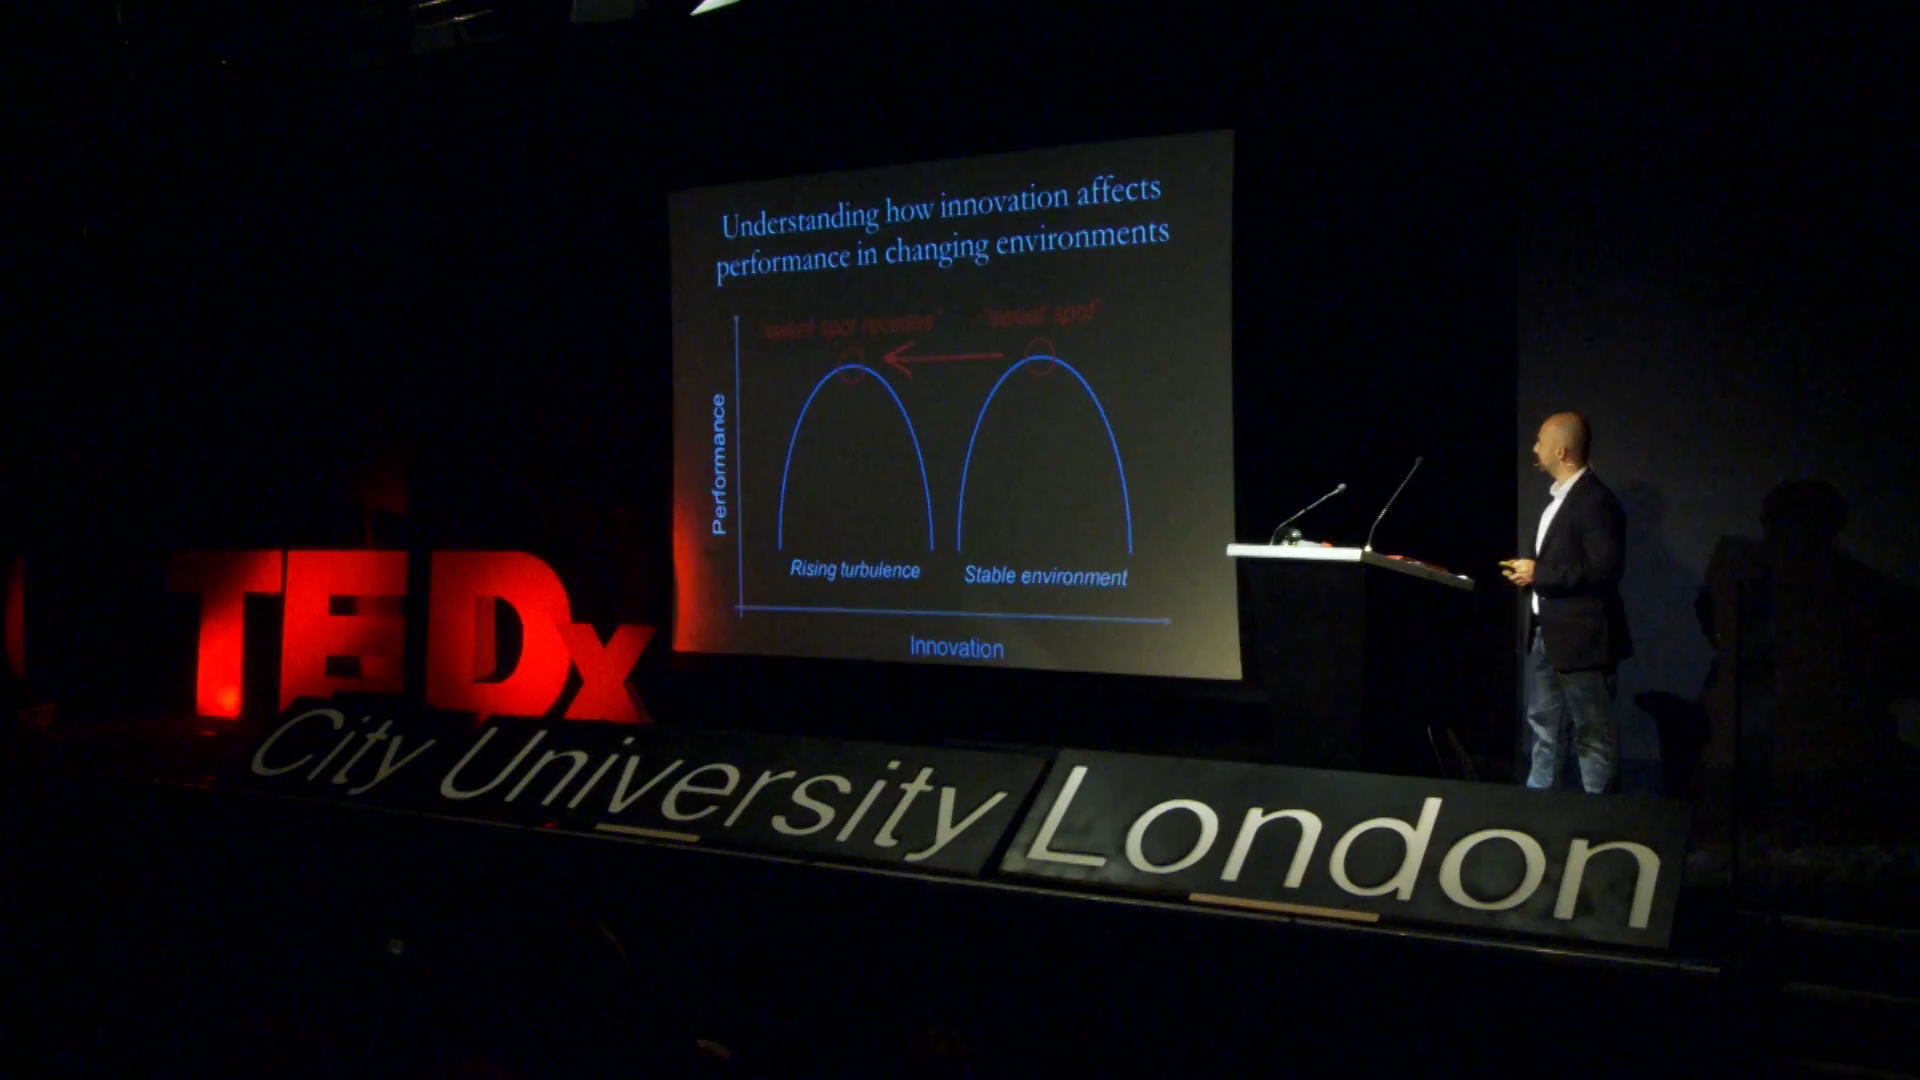 Understanding how innovation affects
performance in changing environments
"sweet spot recedes" "sweet spot"
Performance
Rising turbulence Stable environment
Innovation
TEDx
City University London